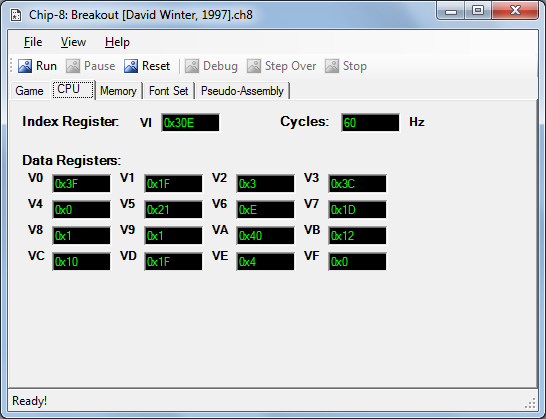 Chip-8: Breakout [David Winter, 1997].ch8
File View Help
Run Pause Reset Debug Step Over Stop
Game CPU Memory Font Set Pseudo-Assembly
Index Register: VI 0x30E Cycles: 60 Hz
Data Registers:
V0 0x3F V1 0x1F V2 0x3 V3 0x3C
V4 0x0 V5 0x21 V6 0xE V7 0x1D
V8 0x1 V9 0x1 VA 0x40 VB 0x12
VC 0x10 VD 0x1F VE 0x4 VF 0x0
Ready!